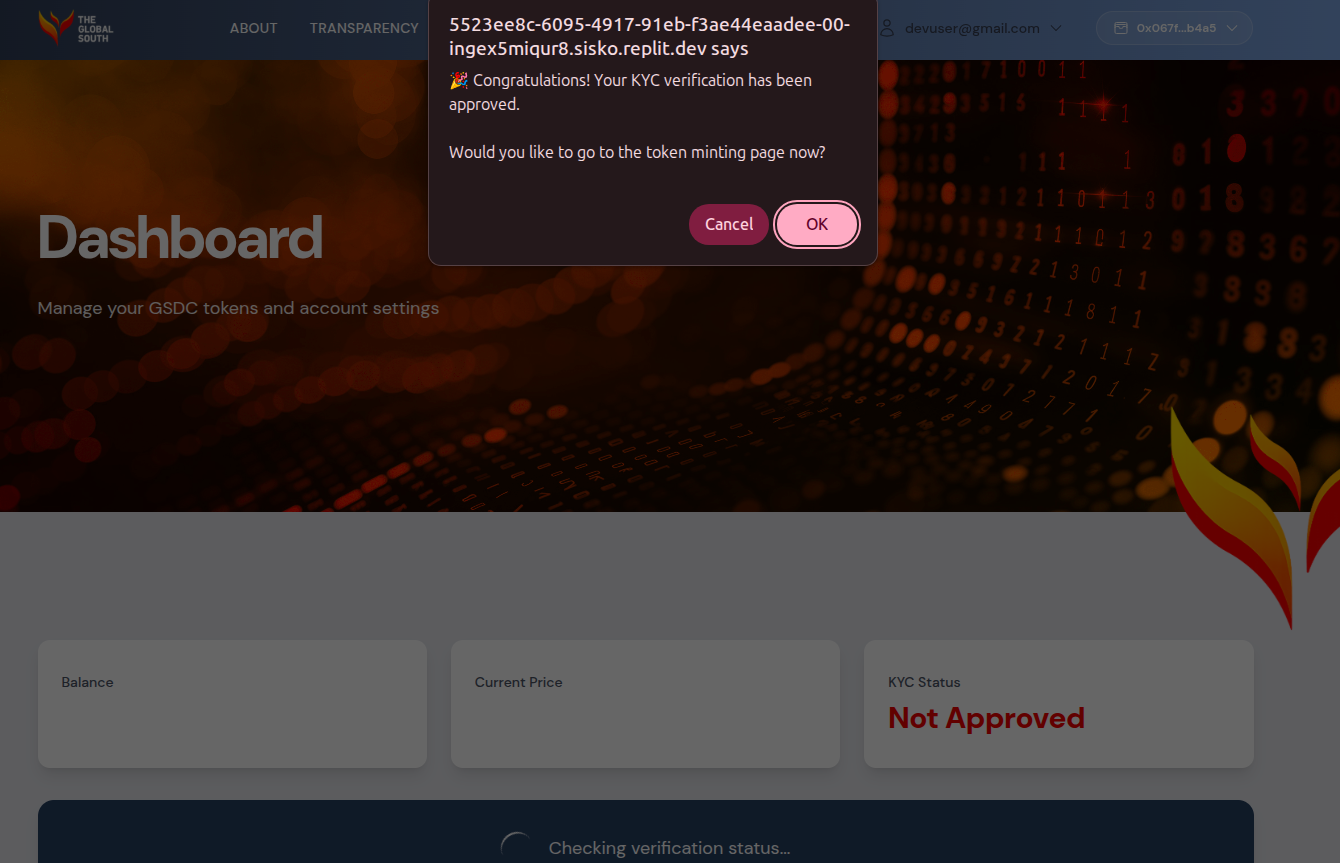 THE
GLOBAL
SOUTH
ABOUT
TRANSPARENCY
5523ee8c-6095-4917-91eb-f3ae44eaadee-00-
ingex5miqur8.sisko.replit.dev says
🎉 Congratulations! Your KYC verification has been
approved.
Would you like to go to the token minting page now?
Cancel
OK
devuser@gmail.com
0x067f...b4a5
Dashboard
Manage your GSDC tokens and account settings
Balance
Current Price
KYC Status
Not Approved
Checking verification status...